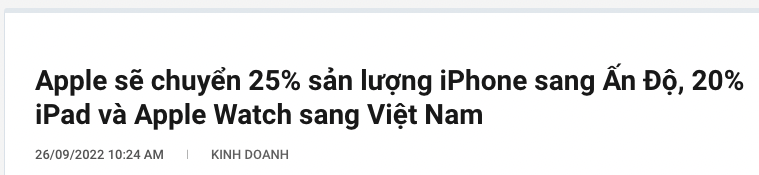 Apple sẽ chuyển 25% sản lượng iPhone sang Ấn Độ, 20%
iPad và Apple Watch sang Việt Nam
26/09/2022 10:24 AM | KINH DOANH